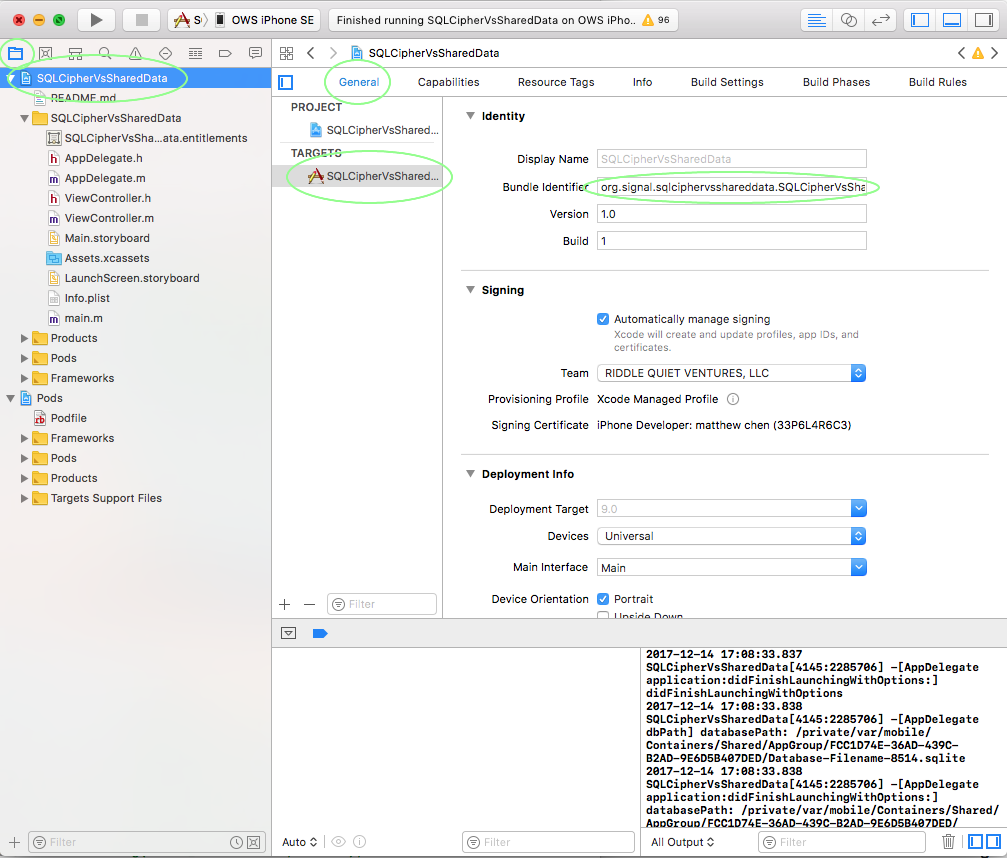 S
OWS iPhone SE
Finished running SQLCipherVsSharedData on OWS iPho..
96
SQLCipherVsSharedData
SQLCipherVsSharedData
README.md
SQLCipherVsSharedData
SQLCipherVsSha...ata.entitlements
AppDelegate.h
AppDelegate.m
ViewController.h
ViewController.m
Main.storyboard
Assets.xcassets
LaunchScreen.storyboard
Info.plist
main.m
Products
Pods
Frameworks
Pods
Podfile
Frameworks
Pods
Products
Targets Support Files
Filter
General
Capabilities
Resource Tags
Info
Build Settings
Build Phases
Build Rules
PROJECT
SQLCipherVsShared...
TARGETS
SQLCipherVsShared...
Filter
Identity
Display Name SQLCipherVsSharedData
Bundle Identifier org.signal.sqlciphervsshareddata.SQLCipherVsSha
Version 1.0
Build 1
Signing
Automatically manage signing
Xcode will create and update profiles, app IDs, and
certificates.
Team RIDDLE QUIET VENTURES, LLC
Provisioning Profile Xcode Managed Profile
Signing Certificate iPhone Developer: matthew chen (33P6L4R6C3)
Deployment Info
Deployment Target 9.0
Devices Universal
Main Interface Main
Device Orientation Portrait
Upside Down
2017-12-14 17:08:33.837
SQLCipherVsSharedData[4145:2285706] -[AppDelegate
application:didFinishLaunchingWithOptions:]
didFinishLaunchingWithOptions
2017-12-14 17:08:33.838
SQLCipherVsSharedData[4145:2285706] -[AppDelegate
dbPath] databasePath: /private/var/mobile/
Containers/Shared/AppGroup/FCC1D74E-36AD-439C-
B2AD-9E6D5B407DED/Database-Filename-8514.sqlite
2017-12-14 17:08:33.838
SQLCipherVsSharedData[4145:2285706] -[AppDelegate
application:didFinishLaunchingWithOptions:]
databasePath: /private/var/mobile/Containers/Shared/
AppGroup/FCC1D74E-36AD-439C-B2AD-9E6D5B407DED/
Auto
Filter
All Output
Filter